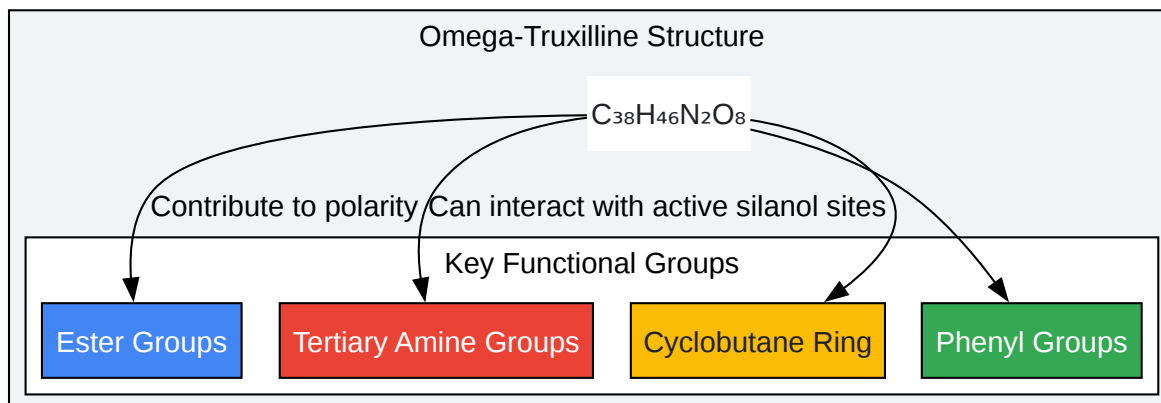 Omega-Truxilline Structure
C₃₈H₄₆N₂O₈
Contribute to polarity
Can interact with active silanol sites
Key Functional Groups
Ester Groups
Tertiary Amine Groups
Cyclobutane Ring
Phenyl Groups